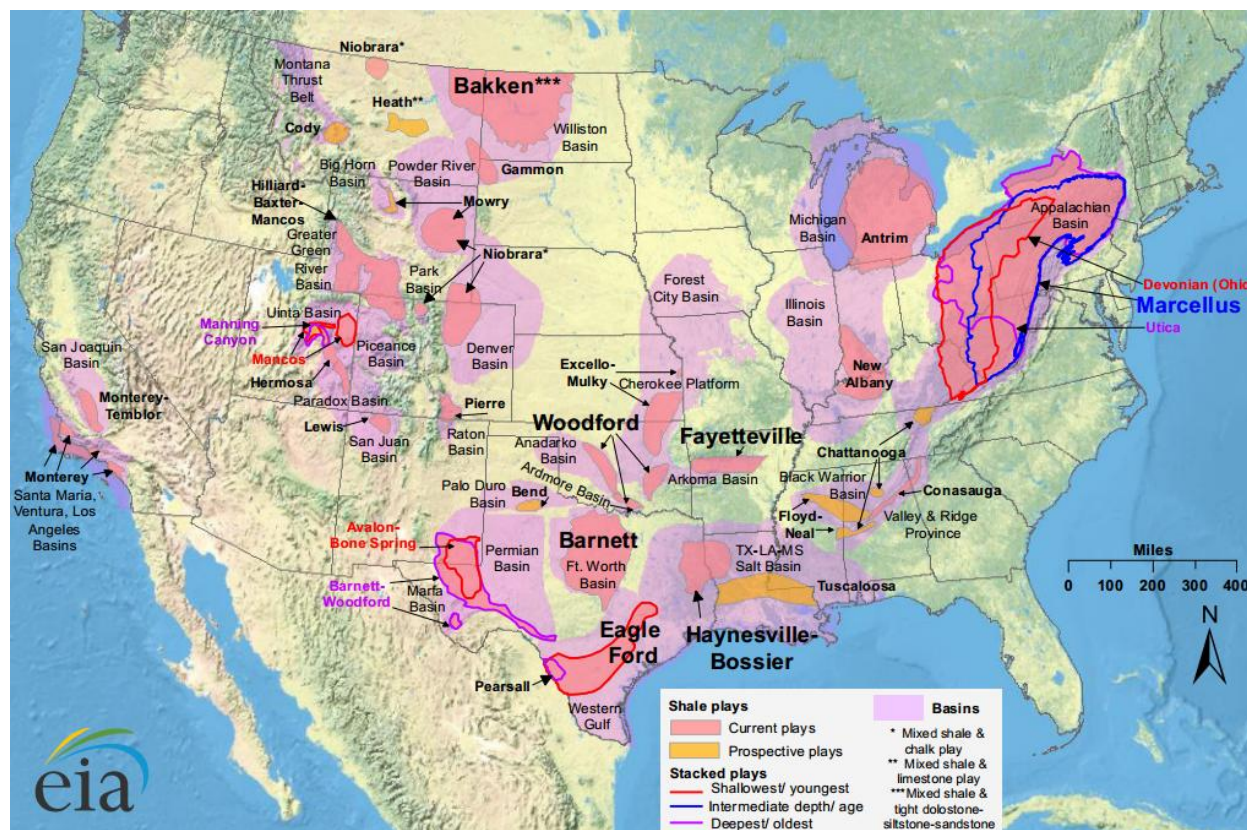 Niobrara*
Montana
Thrust
Belt
Bakken***
Heath**
Cody
Williston
Basin
Big Horn
Basin
Powder River
Basin
Gammon
Hilliard-
Baxter-
Mancos
Mowry
Greater
Green
River
Basin
Niobrara*
Park
Basin
Michigan
Basin
Antrim
Appalachian
Basin
Devonian (Ohio
Marcellus
Utica
Forest
City Basin
Illinois
Basin
Uinta Basin
Manning
Canyon
Mancos
Piceance
Basin
Denver
Basin
San Joaquin
Basin
Hermosa
Excello-
Mulky
Cherokee Platform
New
Albany
Monterey-
Temblor
Paradox Basin
Pierre
Lewis
San Juan
Basin
Raton
Basin
Woodford
Anadarko
Basin
Fayetteville
Chattanooga
Monterey
Santa Maria,
Ventura, Los
Angeles
Basins
Ardmore Basin
Arkoma Basin
Palo Duro
Basin
Bend
Black Warrior
Basin
Conasauga
Floyd-
Neal
Valley & Ridge
Province
Avalon-
Bone Spring
Permian
Basin
Barnett
Ft. Worth
Basin
TX-LA-MS
Salt Basin
Tuscaloosa
Barnett-
Woodford
Marfa
Basin
Eagle
Ford
Haynesville-
Bossier
Pearsall
Western
Gulf
Miles
0 100 200 300 400
N
Shale plays
Current plays
Prospective plays
Stacked plays
Shallowest/ youngest
Intermediate depth/ age
Deepest/ oldest
Basins
* Mixed shale &
chalk play
** Mixed shale &
limestone play
***Mixed shale &
tight dolostone-
siltstone-sandstone
eia